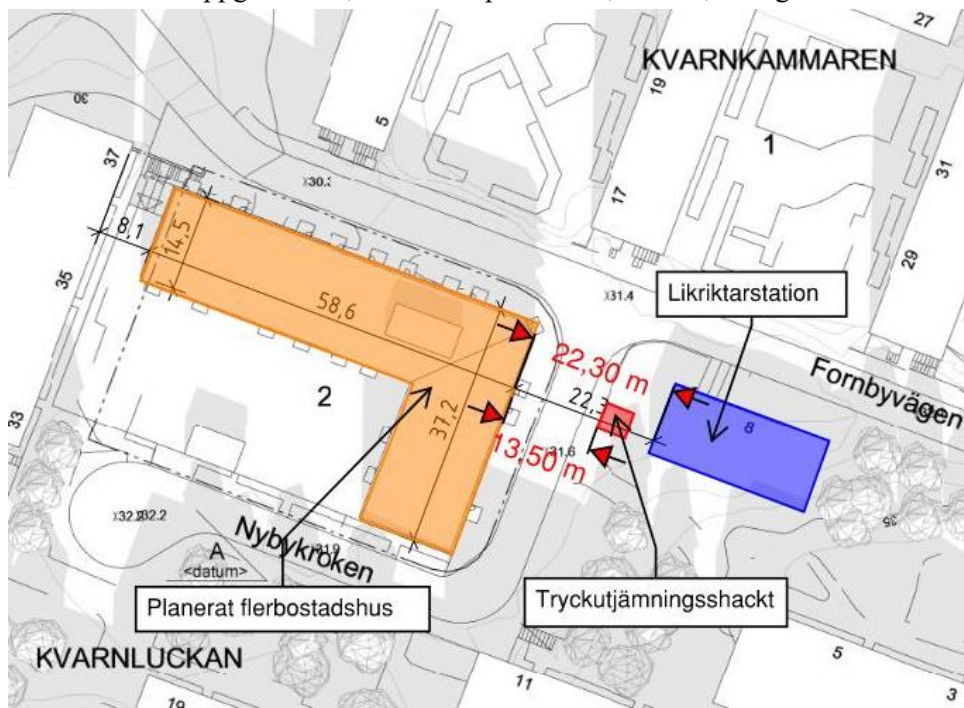 KVARNKAMMAREN
27
19
5
30
37
1
31
x30.3
17
8,1
14,5
29
35
x31.4
Likriktarstation
58,6
22,30 m
Fornbyvägen
2
22,3
8
37,2
33
13,50 m
x31.6
35
x32.2
Nybykroken
A
<datum>
Planerat flerbostadshus
Tryckutjämningsshackt
KVARNLUCKAN
11
5
3
19